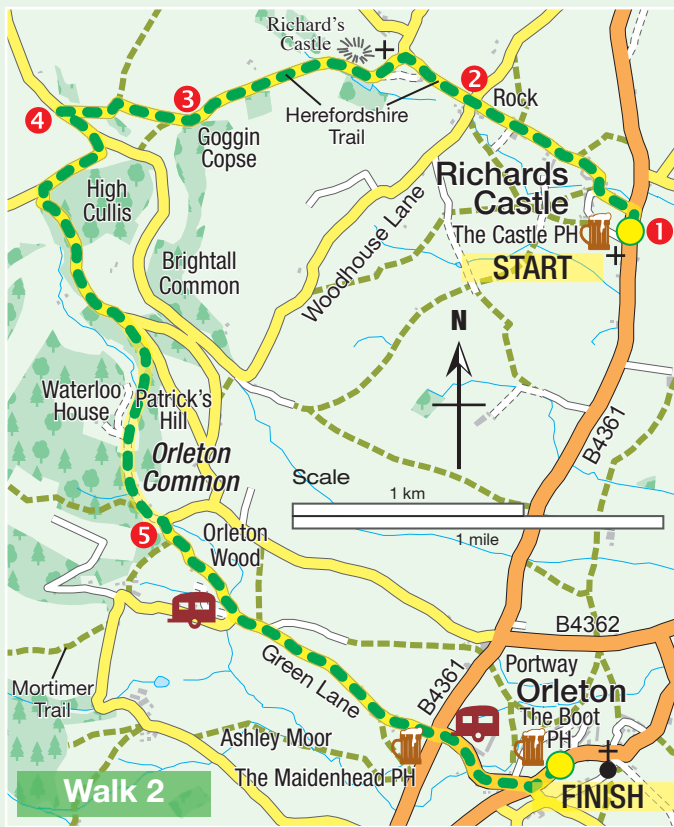 Richard's
Castle
2
Rock
3
Herefordshire
Trail
4
Goggin
Copse
Richards
Castle
High
Cullis
The Castle PH
1
START
Woodhouse Lane
Brightall
Common
N
B4361
Waterloo
House
Patrick's
Hill
Orleton
Common
Scale
1 km
1 mile
5
Orleton
Wood
B4362
Green Lane
B4361
Portway
Orleton
Mortimer
Trail
The Boot
PH
Ashley Moor
The Maidenhead PH
Walk 2
FINISH